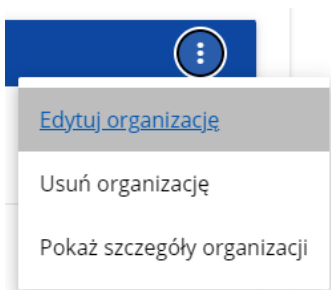 Edytuj organizację
Usuń organizację
Pokaż szczegóły organizacji